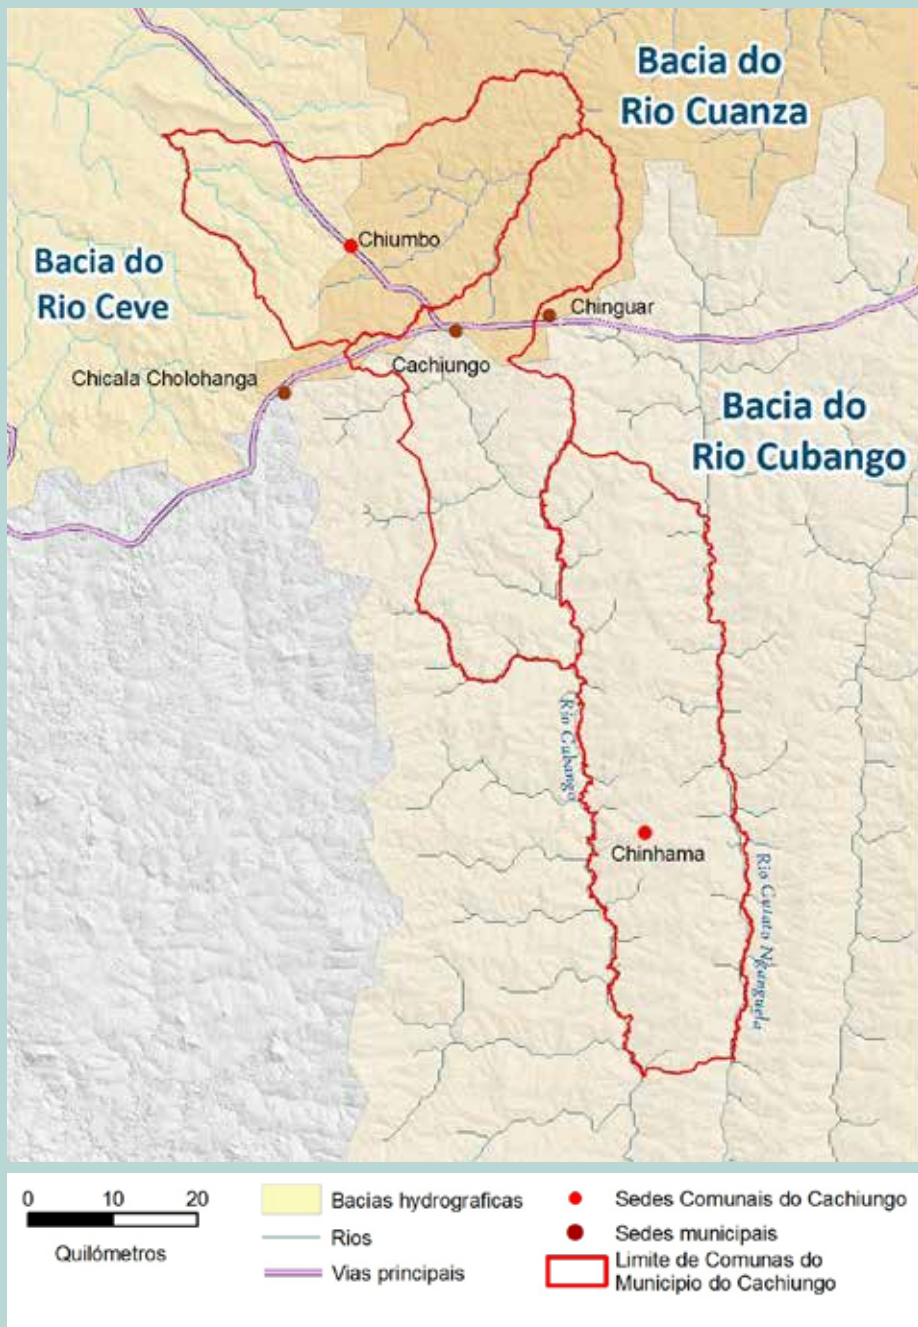 Bacia do
Rio Cuanza
Chiumbo
Bacia do
Rio Ceve
Chinguar
Cachiungo
Chicala Cholohanga
Bacia do
Rio Cubango
Rio Cubango
Chinhama
Rio Cutato Nganguela
0 10 20
Quilómetros
Bacias hydrograficas
Rios
Vias principais
Sedes Comunais do Cachiungo
Sedes municipais
Limite de Comunas do
Municipio do Cachiungo